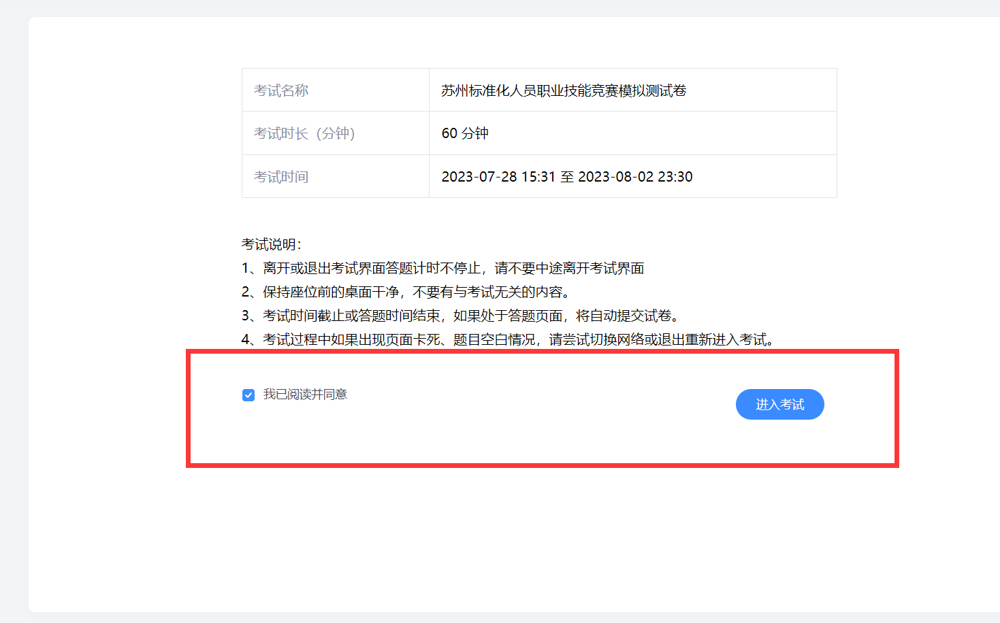 考试名称 苏州标准化人员职业技能竞赛模拟测试卷
考试时长（分钟） 60 分钟
考试时间 2023-07-28 15:31 至 2023-08-02 23:30
考试说明：
1、离开或退出考试界面答题计时不停止，请不要中途离开考试界面
2、保持座位前的桌面干净，不要有与考试无关的内容。
3、考试时间截止或答题时间结束，如果处于答题页面，将自动提交试卷。
4、考试过程中如果出现页面卡死、题目空白情况，请尝试切换网络或退出重新进入考试。
我已阅读并同意
进入考试